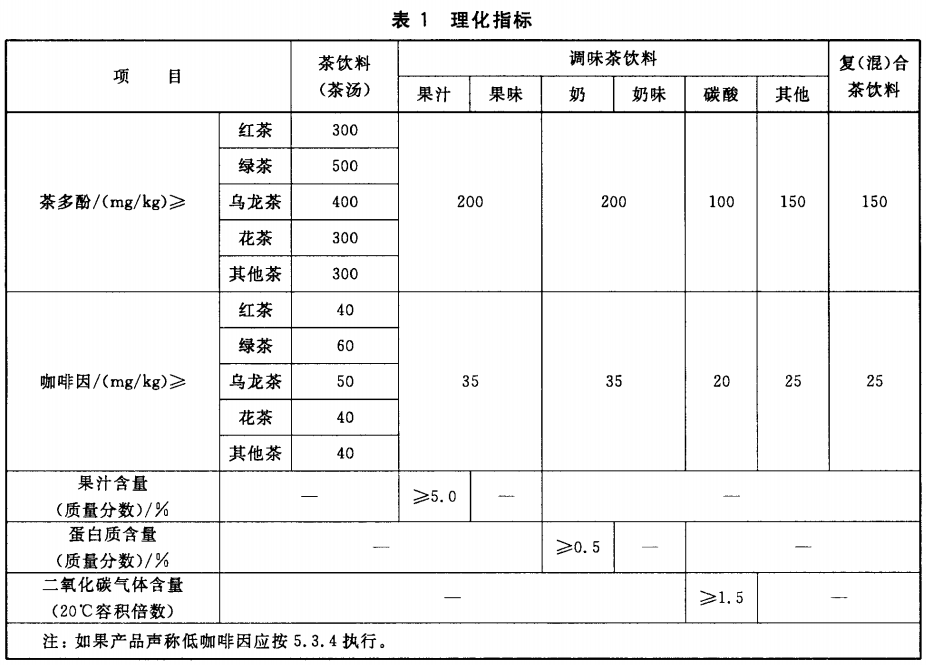 表 1 理化指标
项 目 茶饮料 (茶汤) 调味茶饮料 复(混)合 茶饮料
果汁 果味 奶 奶味 碳酸 其他
茶多酚/(mg/kg)≥ 红茶 300 200 200 100 150 150
绿茶 500
乌龙茶 400
花茶 300
其他茶 300
咖啡因/(mg/kg)≥ 红茶 40 35 35 20 25 25
绿茶 60
乌龙茶 50
花茶 40
其他茶 40
果汁含量
(质量分数)/% — ≥5.0 — —
蛋白质含量
(质量分数)/% — ≥0.5 — —
二氧化碳气体含量
(20℃容积倍数) — ≥1.5 —
注：如果产品声称低咖啡因应按 5.3.4 执行。